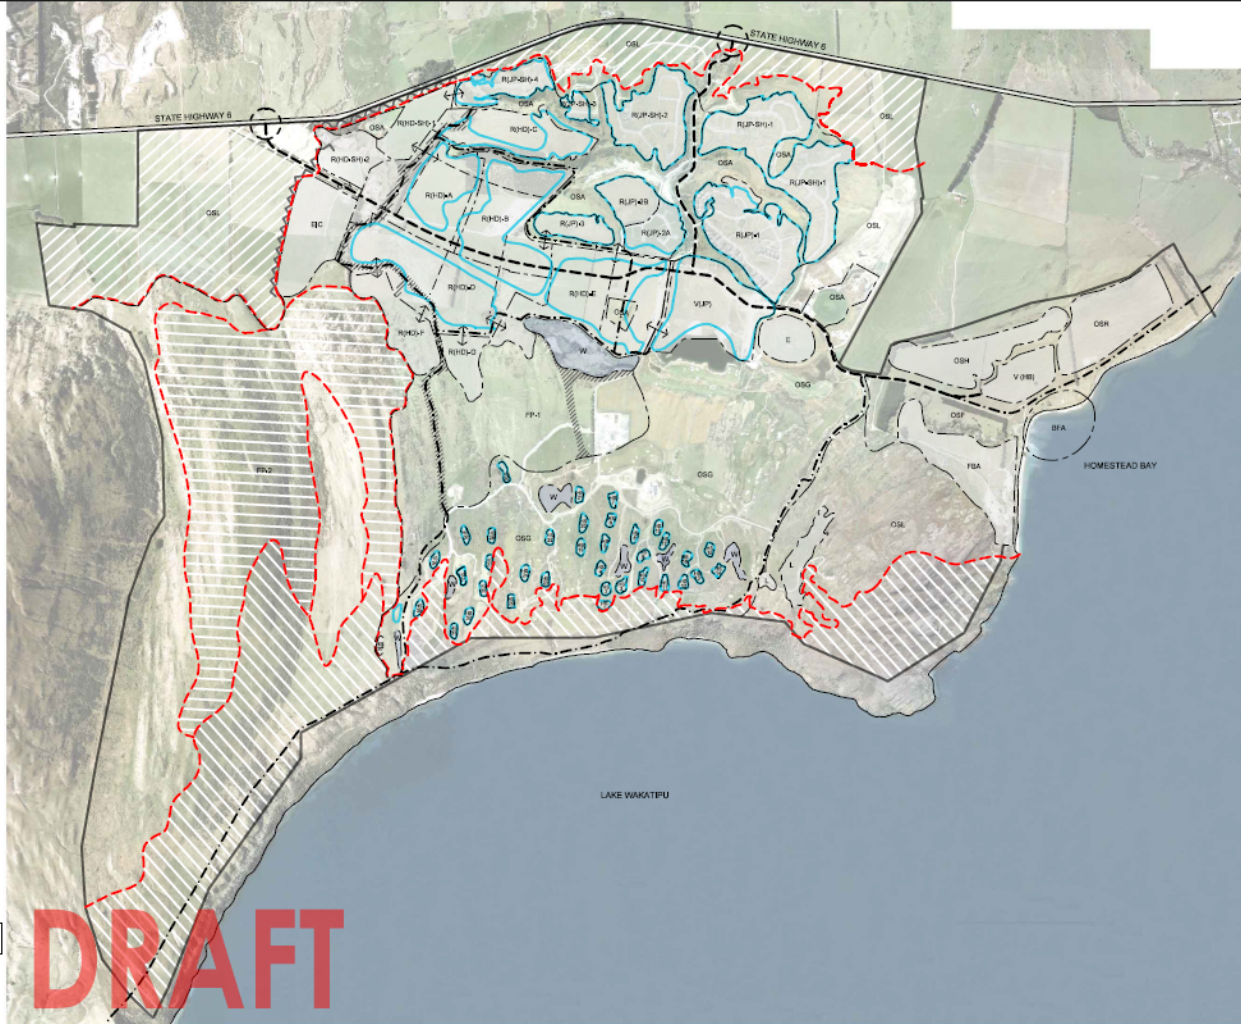 STATE HIGHWAY 6
OSL
R(JP-SH)-4
OSA
R(JP-SH)-3
R(JP-SH)-2
R(JP-SH)-1
OSL
STATE HIGHWAY 6
OSA
R(HD-SH)-1
R(HD)-C
R(HD-SH)-2
OSA
OSA
R(JP-SH)-1
R(HD)-A
OSA
R(JP)-2B
OSL
R(HD)-B
R(JP)-3
R(JP)-2A
R(JP)-1
OSL
EIC
R(HD)-D
R(HD)-E
V(JP)
OSA
OSA
R(HD)-F
R(HD)-G
W
E
OSR
OSH
V (HB)
OSG
FP-1
OSF
BFA
HOMESTEAD BAY
FP-2
OSG
FBA
W
OSL
OSG
W
W
W
W
L
LAKE WAKATIPU
DRAFT